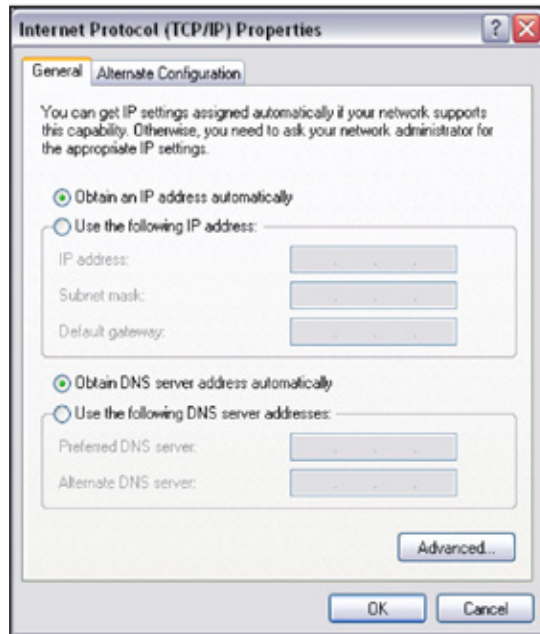 Internet Protocol (TCP/IP) Properties
General Alternate Configuration
You can get IP settings assigned automatically if your network supports
this capability. Otherwise, you need to ask your network administrator for
the appropriate IP settings.
Obtain an IP address automatically
Use the following IP address:
IP address:
Subnet mask:
Default gateway:
Obtain DNS server address automatically
Use the following DNS server addresses:
Preferred DNS server:
Alternate DNS server:
Advanced...
OK Cancel